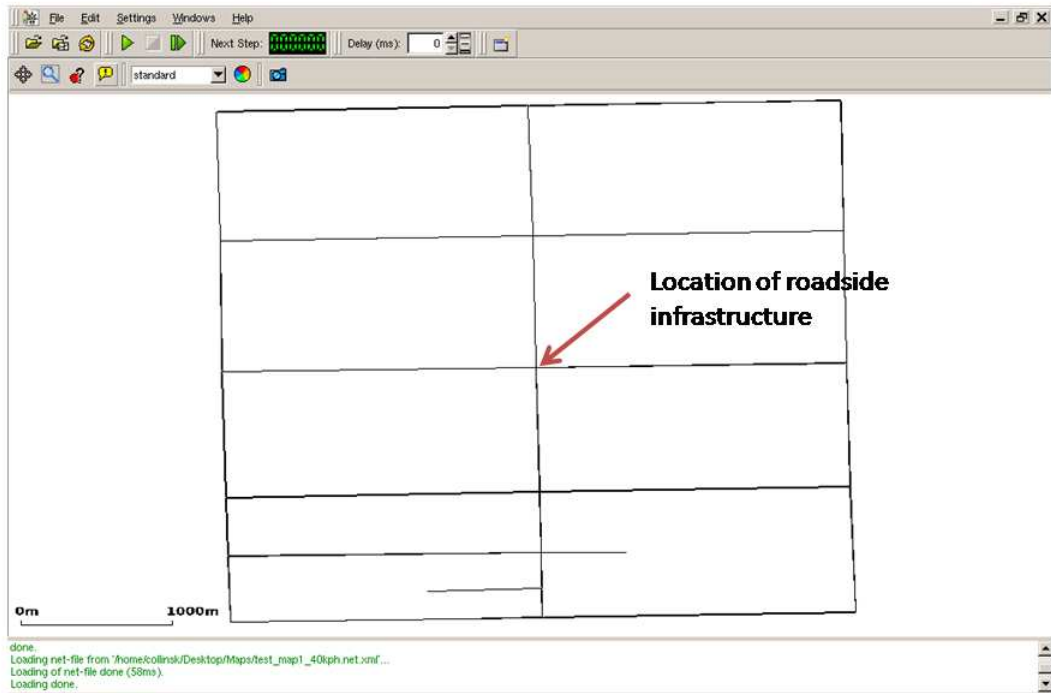 File Edit Settings Windows Help
Next Step: 000000 Delay (ms): 0
standard
Location of roadside
infrastructure
0m 1000m
done.
Loading net-file from '/home/collinsk/Desktop/Maps/test_map1_40kph.net.xml'...
Loading of net-file done (58ms).
Loading done.